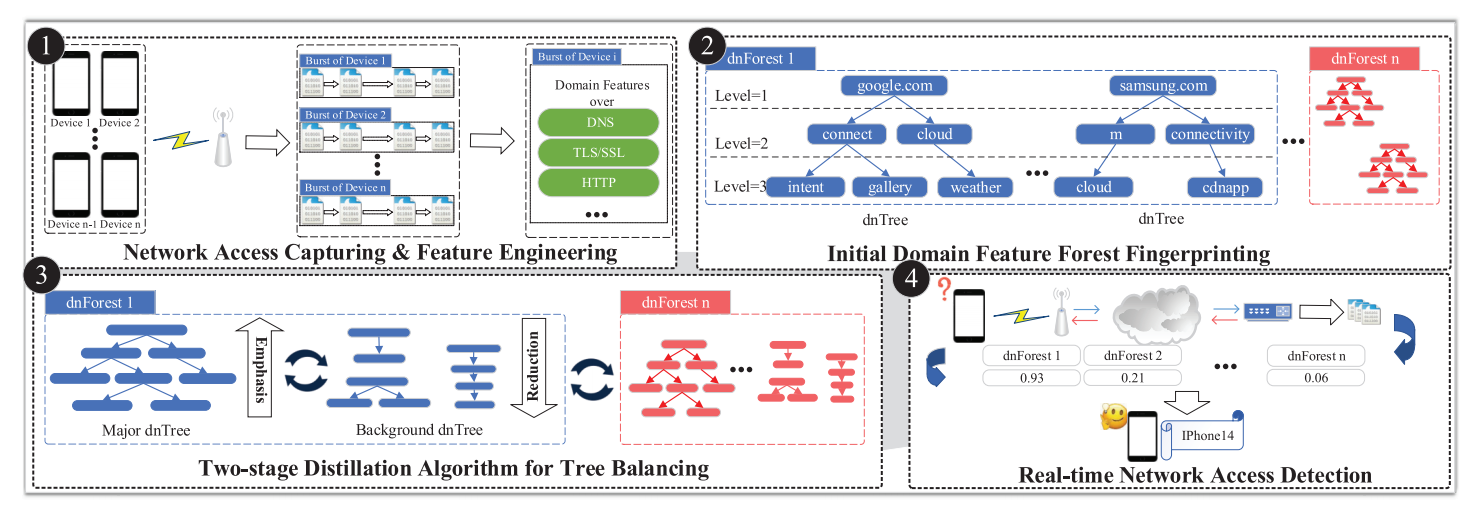 1
Device 1
Device 2
Device n-1
Device n
Burst of Device 1
Burst of Device 2
Burst of Device n
Burst of Device i
Domain Features
over
DNS
TLS/SSL
HTTP
Network Access Capturing & Feature Engineering
2
dnForest 1
dnForest n
Level=1
google.com
samsung.com
Level=2
connect
cloud
m
connectivity
Level=3
intent
gallery
weather
cloud
cdnapp
dnTree
dnTree
Initial Domain Feature Forest Fingerprinting
3
dnForest 1
dnForest n
Emphasis
Reduction
Major dnTree
Background dnTree
Two-stage Distillation Algorithm for Tree Balancing
4
?
dnForest 1
dnForest 2
dnForest n
0.93
0.21
0.06
IPhone14
Real-time Network Access Detection